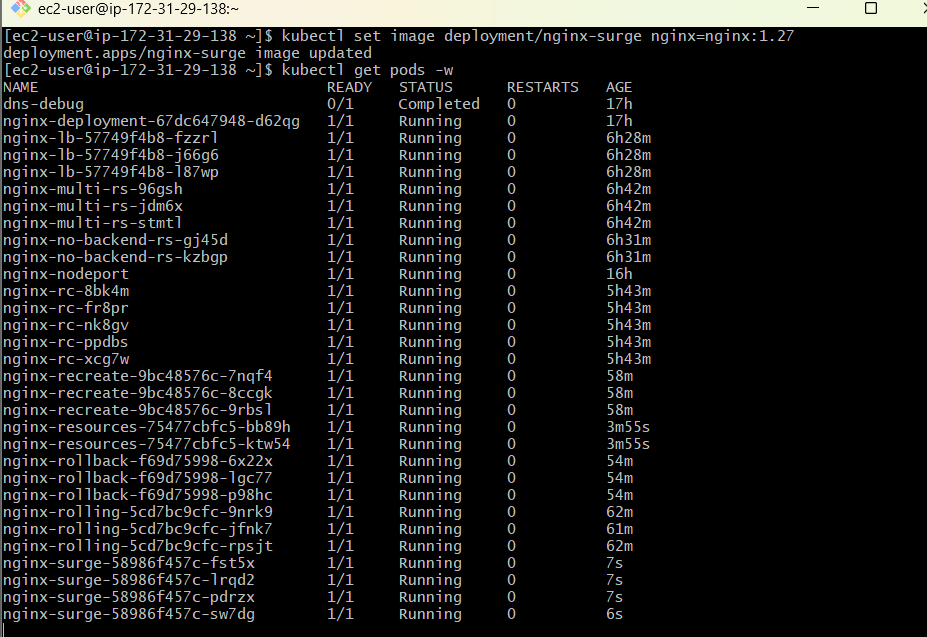 ec2-user@ip-172-31-29-138:~
[ec2-user@ip-172-31-29-138 ~]$ kubectl set image deployment/nginx-surge nginx=nginx:1.27
deployment.apps/nginx-surge image updated
[ec2-user@ip-172-31-29-138 ~]$ kubectl get pods -w
NAME READY STATUS RESTARTS AGE
dns-debug 0/1 Completed 0 17h
nginx-deployment-67dc647948-d62qg 1/1 Running 0 17h
nginx-lb-57749f4b8-fzzrl 1/1 Running 0 6h28m
nginx-lb-57749f4b8-j66g6 1/1 Running 0 6h28m
nginx-lb-57749f4b8-l87wp 1/1 Running 0 6h28m
nginx-multi-rs-96gsh 1/1 Running 0 6h42m
nginx-multi-rs-jdm6x 1/1 Running 0 6h42m
nginx-multi-rs-stmtl 1/1 Running 0 6h42m
nginx-no-backend-rs-gj45d 1/1 Running 0 6h31m
nginx-no-backend-rs-kzbgp 1/1 Running 0 6h31m
nginx-nodeport 1/1 Running 0 16h
nginx-rc-8bk4m 1/1 Running 0 5h43m
nginx-rc-fr8pr 1/1 Running 0 5h43m
nginx-rc-nk8gv 1/1 Running 0 5h43m
nginx-rc-ppdbs 1/1 Running 0 5h43m
nginx-rc-xcg7w 1/1 Running 0 5h43m
nginx-recreate-9bc48576c-7nqf4 1/1 Running 0 58m
nginx-recreate-9bc48576c-8ccgk 1/1 Running 0 58m
nginx-recreate-9bc48576c-9rbsl 1/1 Running 0 58m
nginx-resources-75477cbfc5-bb89h 1/1 Running 0 3m55s
nginx-resources-75477cbfc5-ktw54 1/1 Running 0 3m55s
nginx-rollback-f69d75998-6x22x 1/1 Running 0 54m
nginx-rollback-f69d75998-lgc77 1/1 Running 0 54m
nginx-rollback-f69d75998-p98hc 1/1 Running 0 54m
nginx-rolling-5cd7bc9cfc-9nrk9 1/1 Running 0 62m
nginx-rolling-5cd7bc9cfc-jfnk7 1/1 Running 0 61m
nginx-rolling-5cd7bc9cfc-rpsjt 1/1 Running 0 62m
nginx-surge-58986f457c-fst5x 1/1 Running 0 7s
nginx-surge-58986f457c-lrqd2 1/1 Running 0 7s
nginx-surge-58986f457c-pdrzx 1/1 Running 0 7s
nginx-surge-58986f457c-sw7dg 1/1 Running 0 6s